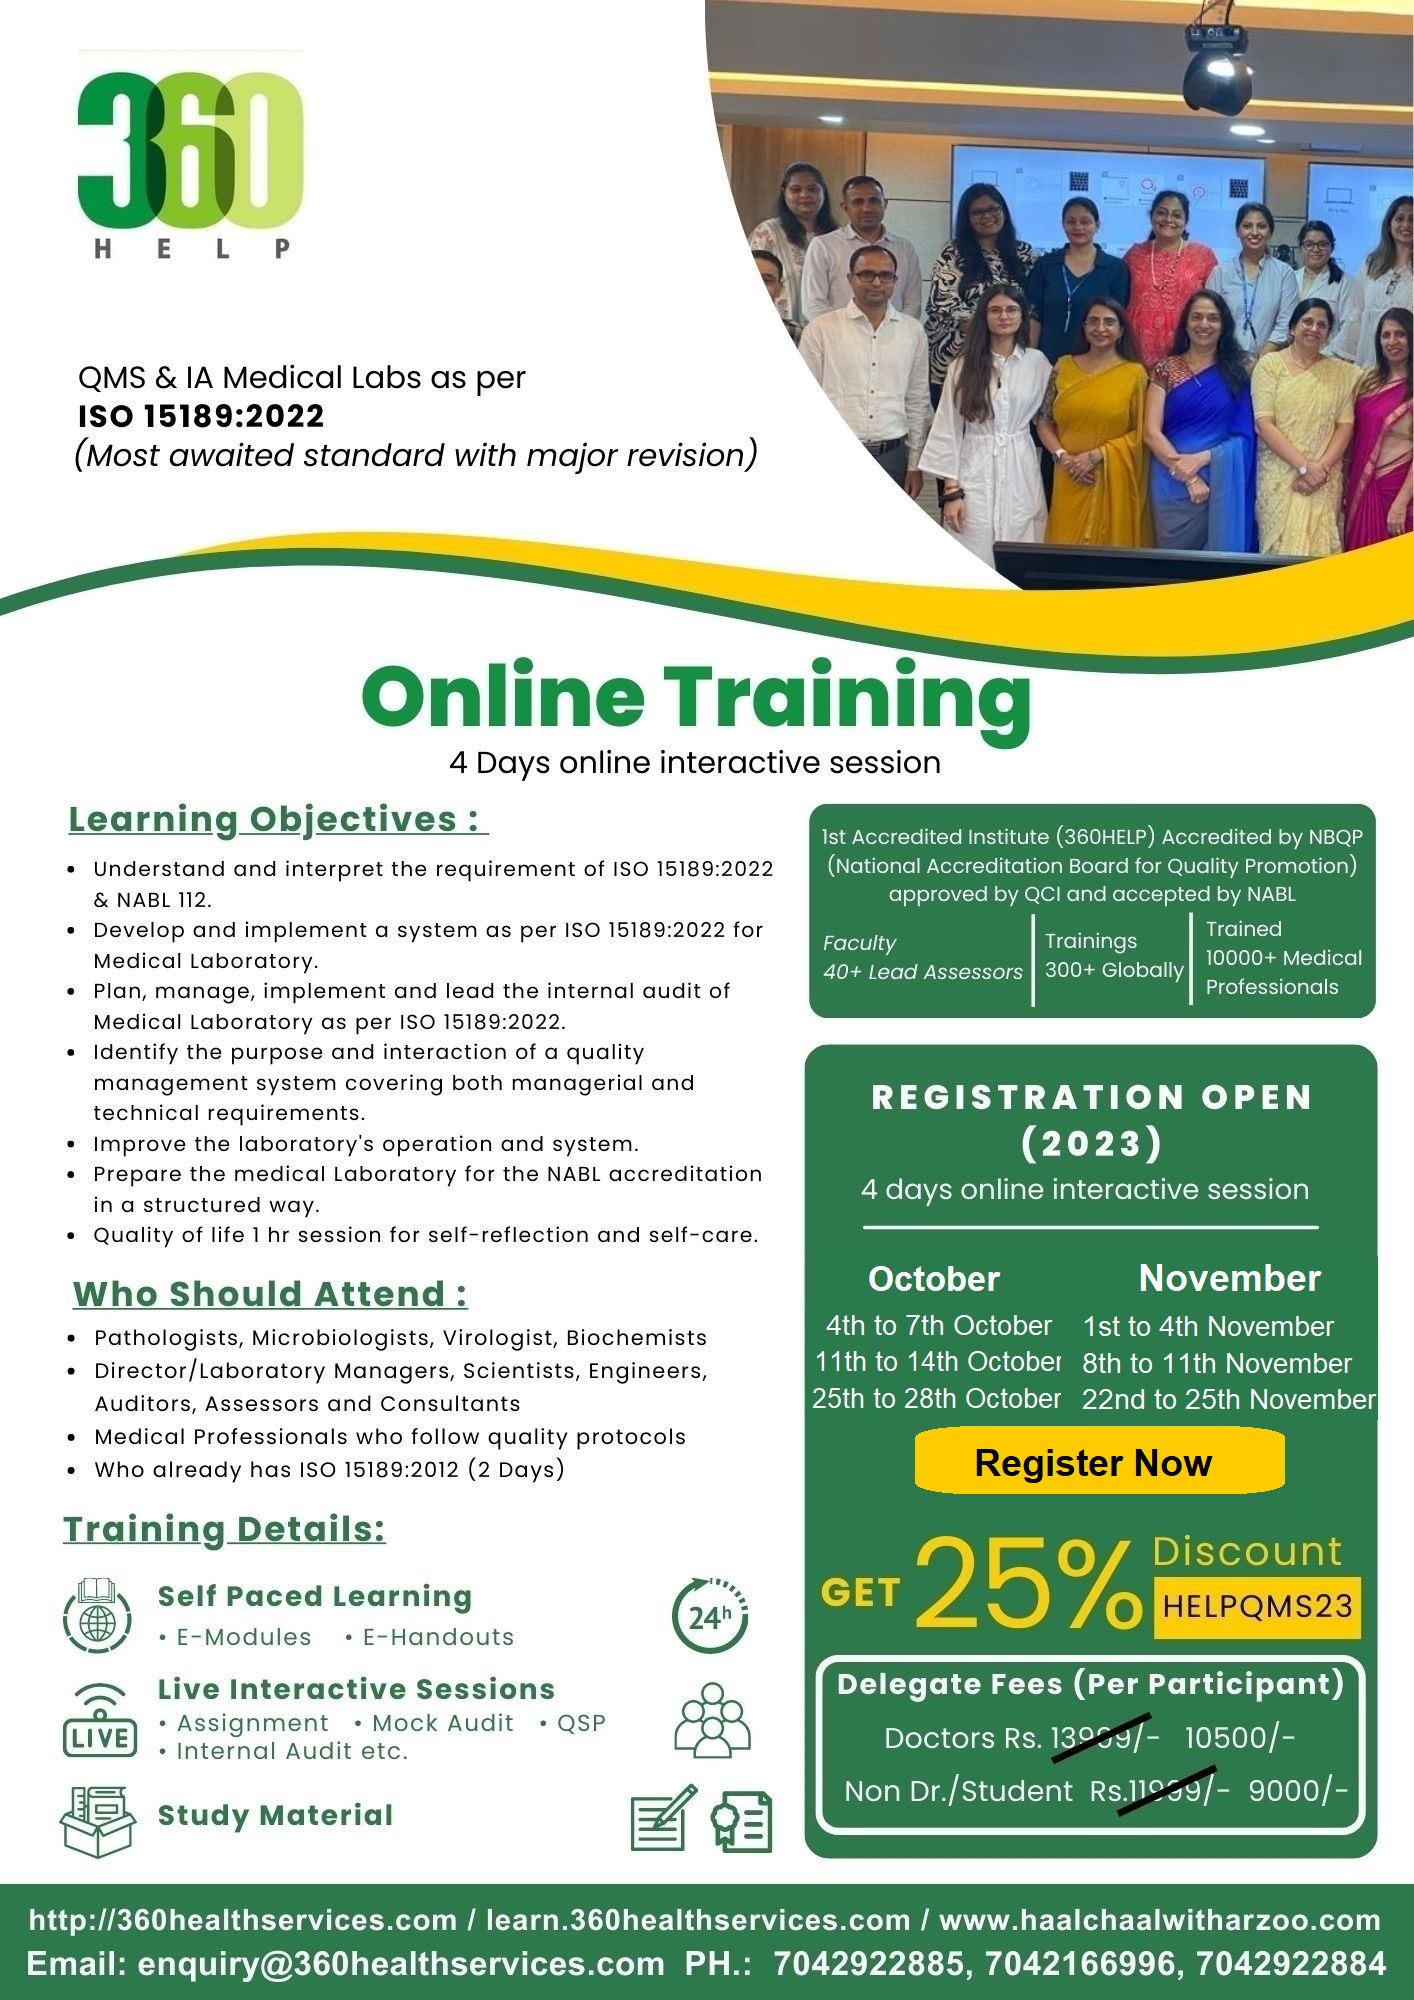 360
HELP
QMS & IA Medical Labs as per
ISO 15189:2022
(Most awaited standard with major revision)
Online Training
4 Days online interactive session
Learning Objectives :
• Understand and interpret the requirement of ISO 15189:2022
& NABL 112.
• Develop and implement a system as per ISO 15189:2022 for
Medical Laboratory.
• Plan, manage, implement and lead the internal audit of
Medical Laboratory as per ISO 15189:2022.
• Identify the purpose and interaction of a quality
management system covering both managerial and
technical requirements.
• Improve the laboratory's operation and system.
• Prepare the medical Laboratory for the NABL accreditation
in a structured way.
• Quality of life 1 hr session for self-reflection and self-care.
Who Should Attend :
• Pathologists, Microbiologists, Virologist, Biochemists
• Director/Laboratory Managers, Scientists, Engineers,
Auditors, Assessors and Consultants
• Medical Professionals who follow quality protocols
• Who already has ISO 15189:2012 (2 Days)
Training Details:
Self Paced Learning
• E-Modules • E-Handouts
24h
Live Interactive Sessions
• Assignment • Mock Audit • QSP
• Internal Audit etc.
LIVE
Study Material
1st Accredited Institute (360HELP) Accredited by NBQP
(National Accreditation Board for Quality Promotion)
approved by QCI and accepted by NABL
Faculty
40+ Lead Assessors
Trainings
300+ Globally
Trained
10000+ Medical
Professionals
REGISTRATION OPEN
(2023)
4 days online interactive session
October
4th to 7th October
11th to 14th October
25th to 28th October
November
1st to 4th November
8th to 11th November
22nd to 25th November
Register Now
GET 25% Discount
HELPQMS23
Delegate Fees (Per Participant)
Doctors Rs. 13999/- 10500/-
Non Dr./Student Rs.11999/- 9000/-
http://360healthservices.com / learn.360healthservices.com / www.haalchaalwitharzoo.com
Email: enquiry@360healthservices.com PH.: 7042922885, 7042166996, 7042922884